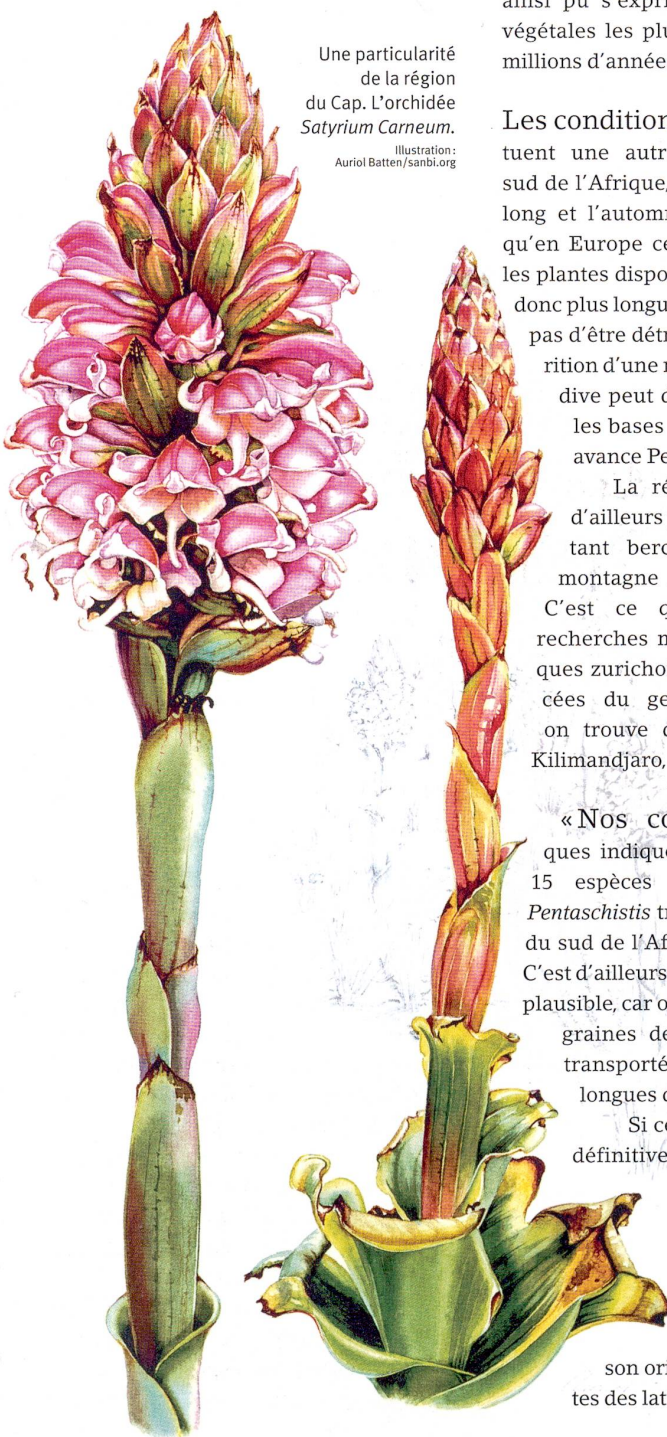 Une particularité
de la région
du Cap. L'orchidée
Satyrium Carneum.
Illustration:
Auriol Batten/sanbi.org
ainsi pu s'expri
végétales les plu
millions d'année
Les condition
tuent une autr
sud de l'Afrique,
long et l'automn
qu'en Europe ce
les plantes dispo
donc plus longu
pas d'être détr
rition d'une
dive peut
les bases
avance Pe
La ré
d'ailleurs
tant berc
montagne
C'est ce q
recherches m
ques zuricho
cées du ge
on trouve
Kilimandjaro,
«Nos co
ques indique
15 espèces
Pentaschistis tr
du sud de l'Af
C'est d'ailleurs
plausible, car o
graines de
transporté
longues
Si ce
définitive
son ori
tes des lat